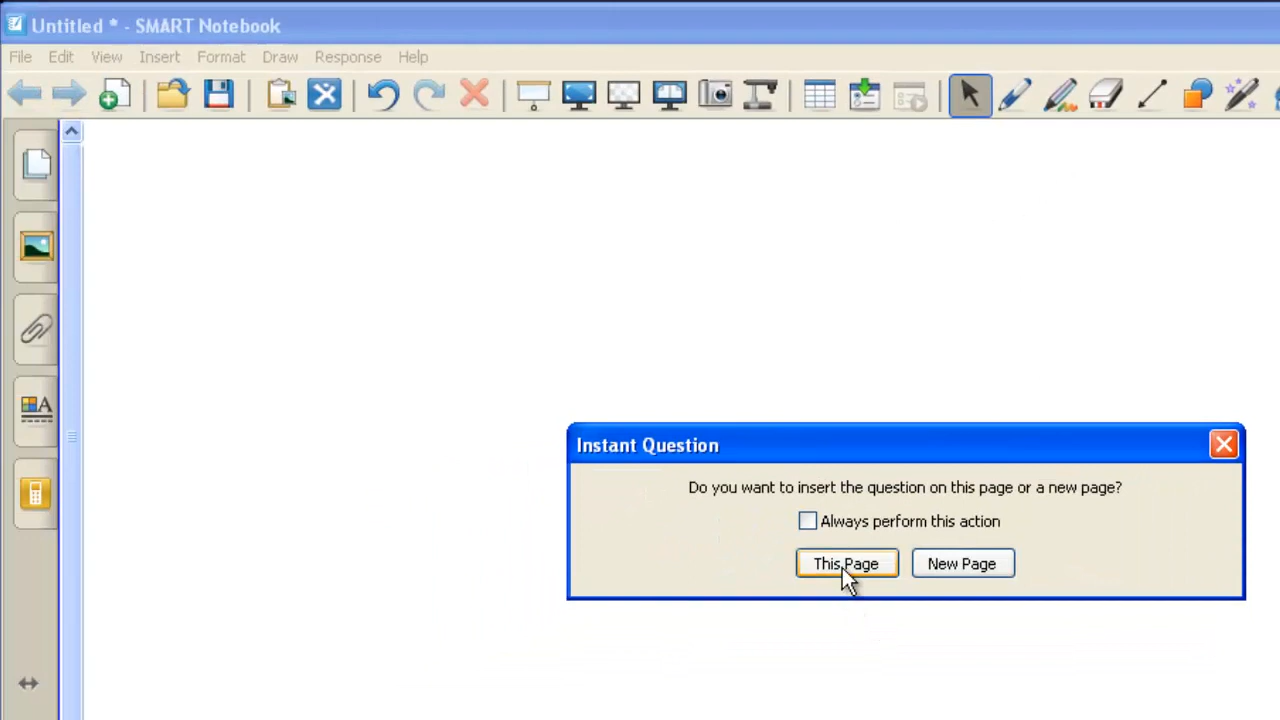 Untitled * - SMART Notebook
File Edit View Insert Format Draw Response Help
Instant Question
Do you want to insert the question on this page or a new page?
Always perform this action
This Page New Page